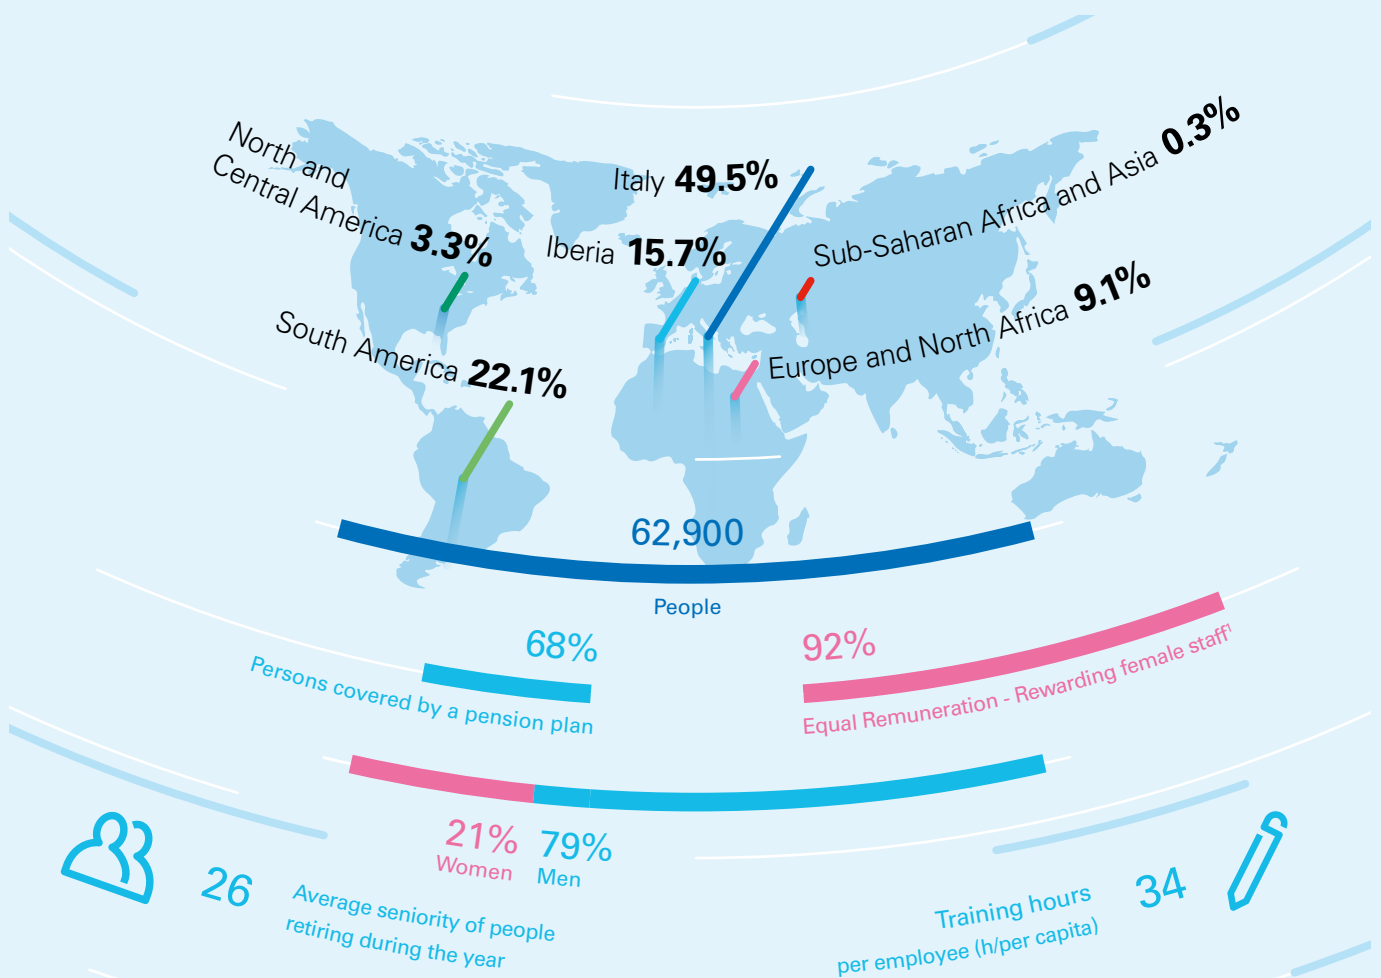 North and
Central America 3.3%
Italy 49.5%
Iberia 15.7%
Sub-Saharan Africa and Asia 0.3%
Europe and North Africa 9.1%
South America 22.1%
62,900
People
68%
Persons covered by a pension plan
92%
Equal Remuneration - Rewarding female staff¹
21%
Women
79%
Men
26
Average seniority of people
retiring during the year
Training hours
per employee (h/per capita)
34